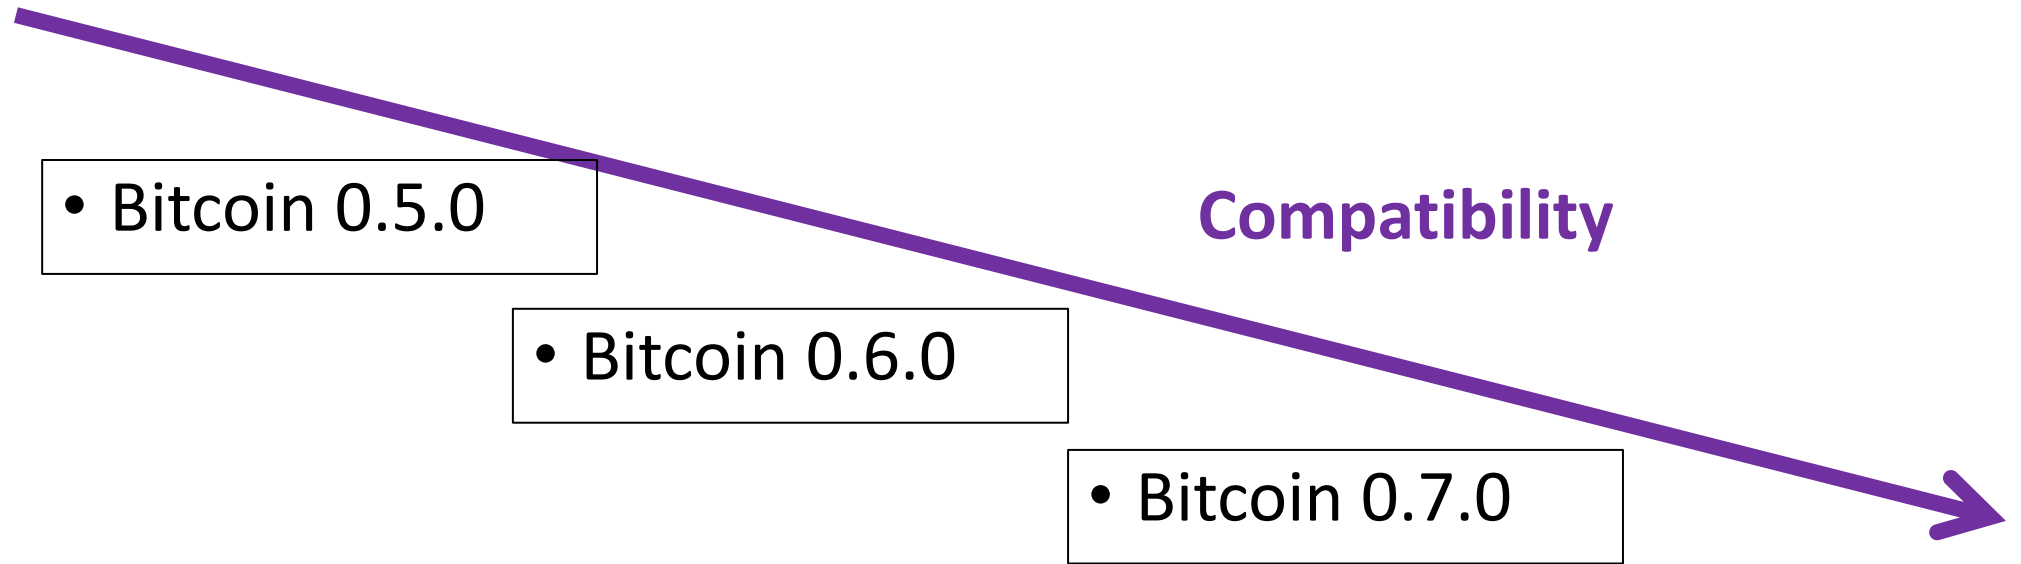 • Bitcoin 0.5.0
Compatibility
• Bitcoin 0.6.0
• Bitcoin 0.7.0